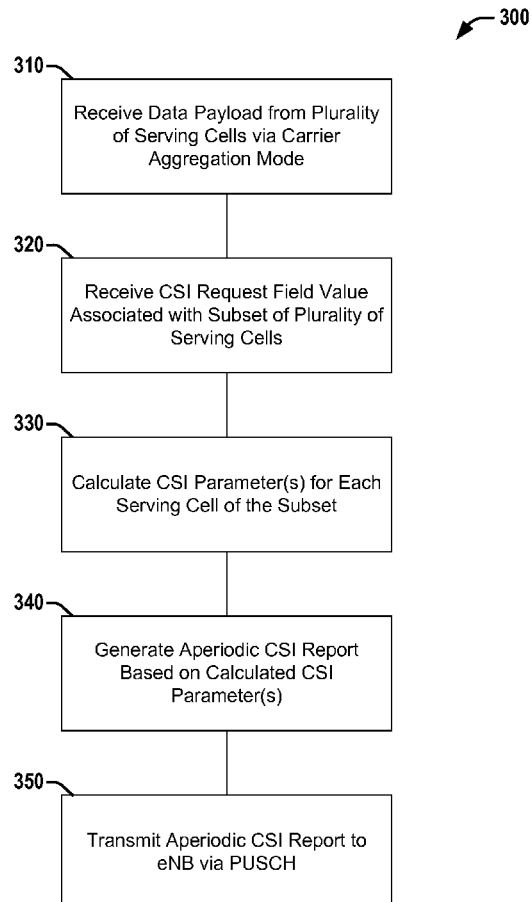 300
310
Receive Data Payload from Plurality
of Serving Cells via Carrier
Aggregation Mode
320
Receive CSI Request Field Value
Associated with Subset of Plurality of
Serving Cells
330
Calculate CSI Parameter(s) for Each
Serving Cell of the Subset
340
Generate Aperiodic CSI Report
Based on Calculated CSI
Parameter(s)
350
Transmit Aperiodic CSI Report to
eNB via PUSCH